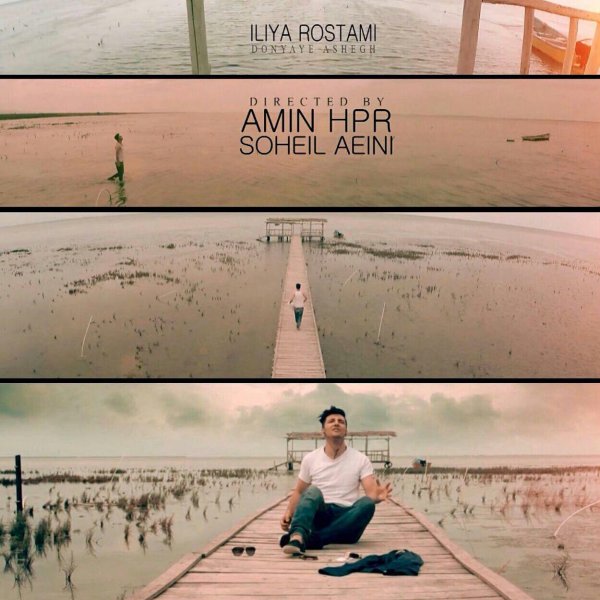 ILIYA ROSTAMI
DONYAYE ASHEGH
DIRECTED BY
AMIN HPR
SOHEIL AEINI